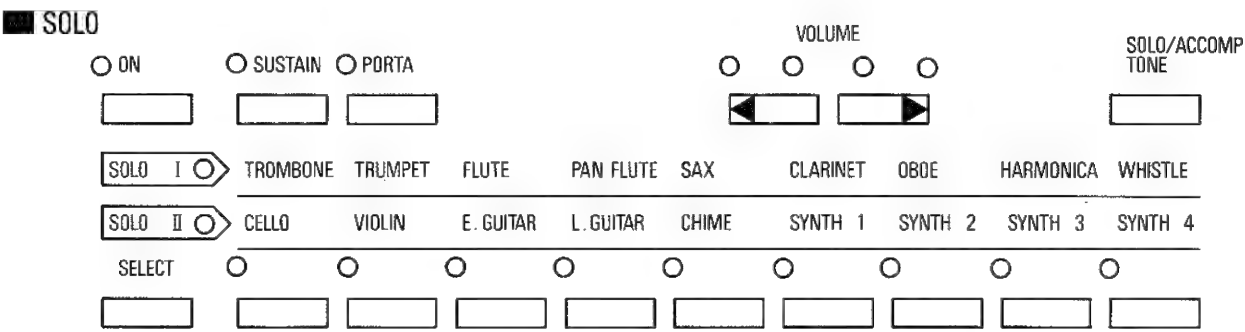 SOLO
VOLUME
SOLO/ACCOMP
TONE
ON SUSTAIN PORTA
SOLO I TROMBONE TRUMPET FLUTE PAN FLUTE SAX CLARINET OBOE HARMONICA WHISTLE
SOLO II CELLO VIOLIN E. GUITAR L. GUITAR CHIME SYNTH 1 SYNTH 2 SYNTH 3 SYNTH 4
SELECT